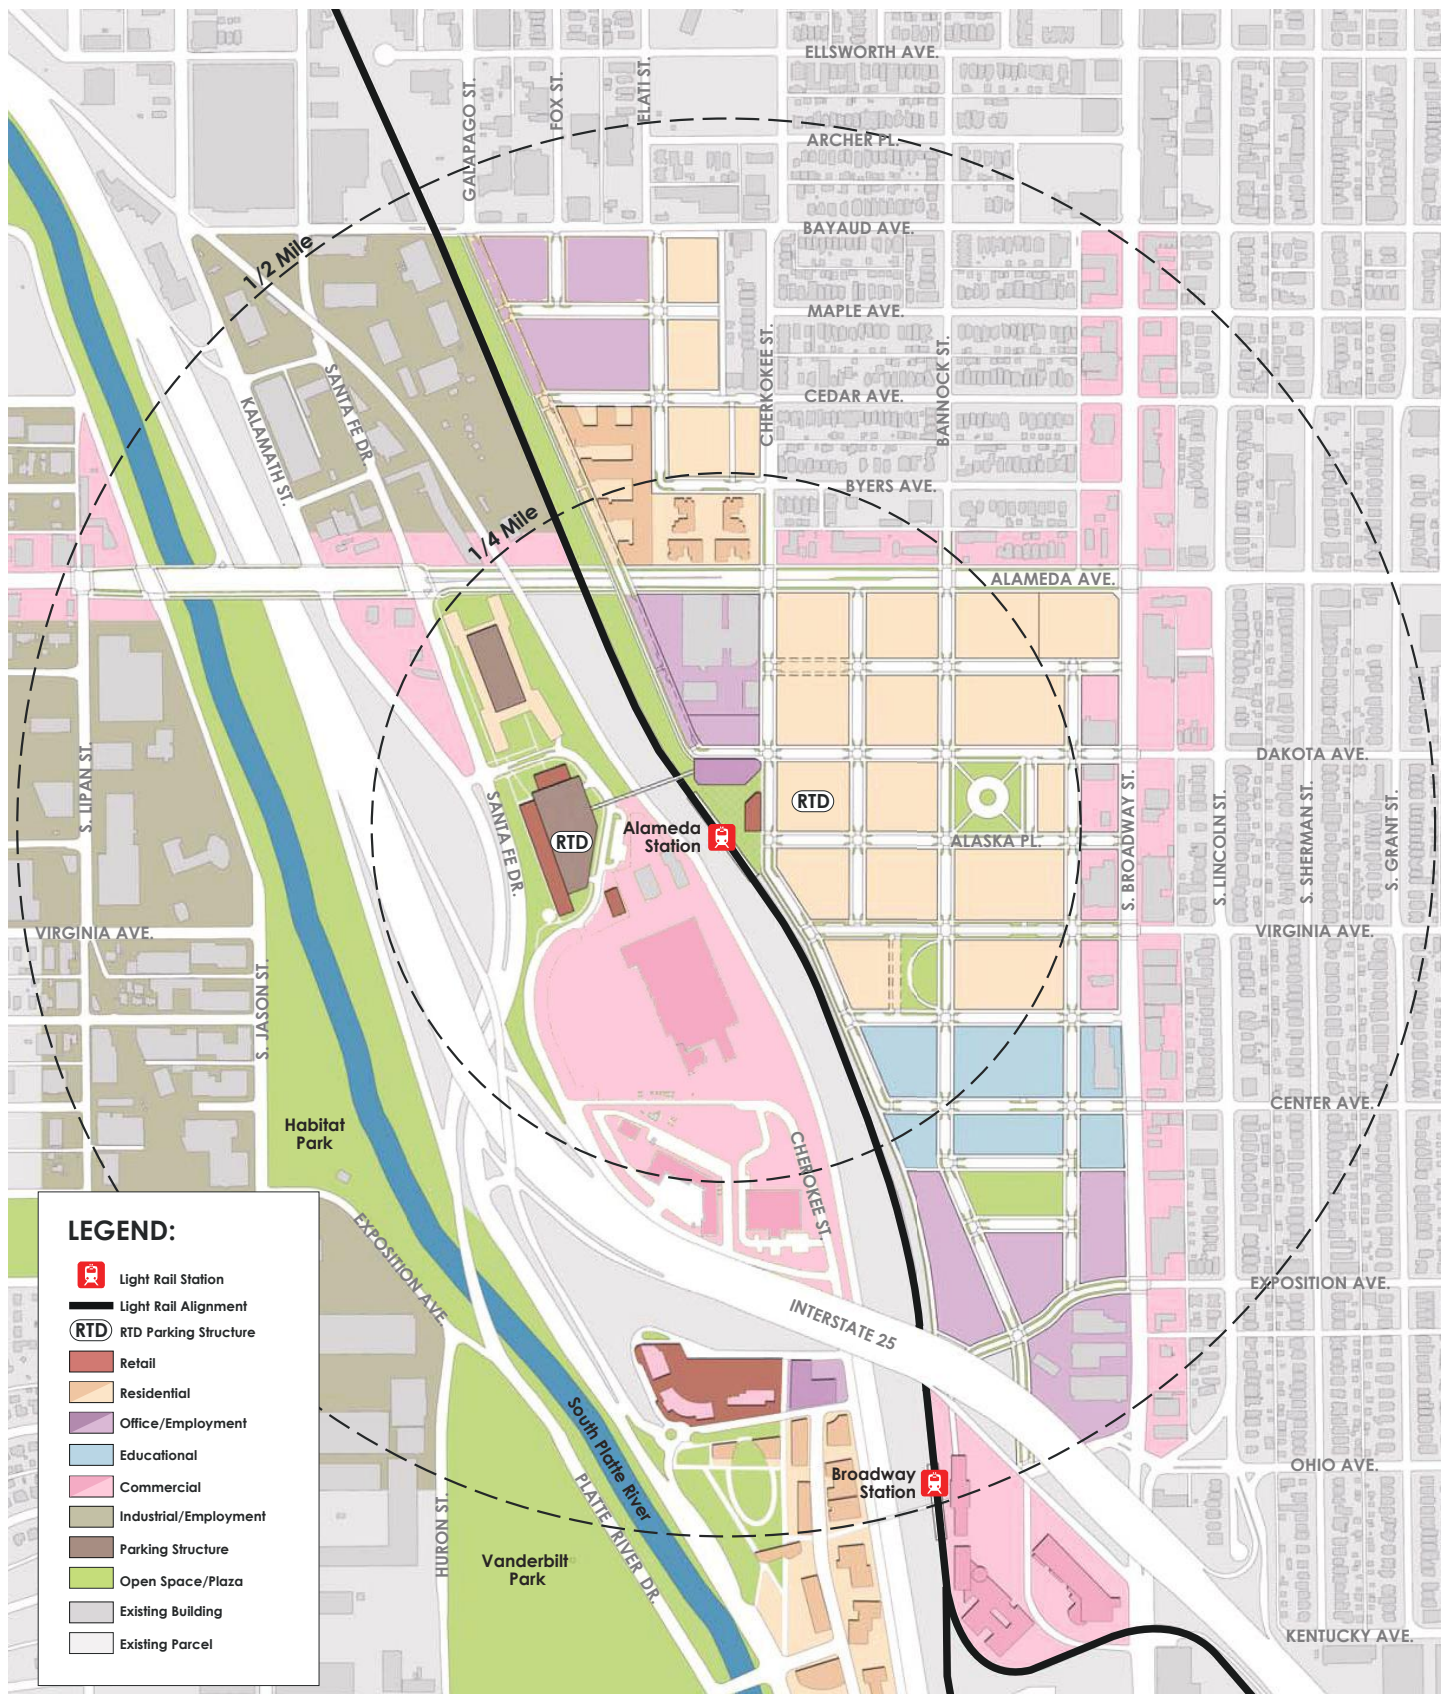 ELLSWORTH AVE.
GALAPAGO ST.
FOX ST.
ELATI ST.
ARCHER PL.
BAYAUD AVE.
1/2 Mile
MAPLE AVE.
CHERKOKEE ST.
BANNOCK ST.
SANTA FE DR.
KALAMATH ST.
CEDAR AVE.
BYERS AVE.
1/4 Mile
ALAMEDA AVE.
S. LIPAN ST.
DAKOTA AVE.
SANTA FE DR.
RTD
RTD
Alameda
Station
ALASKA PL.
S. BROADWAY ST.
S. LINCOLN ST.
S. SHERMAN ST.
S. GRANT ST.
VIRGINIA AVE.
VIRGINIA AVE.
S. JASON ST.
CENTER AVE.
Habitat
Park
CHEROKEE ST.
EXPOSITION AVE.
EXPOSITION AVE.
INTERSTATE 25
South Platte River
Broadway
Station
OHIO AVE.
HURON ST.
PLATTE RIVER DR.
Vanderbilt
Park
KENTUCKY AVE.
LEGEND:
Light Rail Station
Light Rail Alignment
RTD RTD Parking Structure
Retail
Residential
Office/Employment
Educational
Commercial
Industrial/Employment
Parking Structure
Open Space/Plaza
Existing Building
Existing Parcel